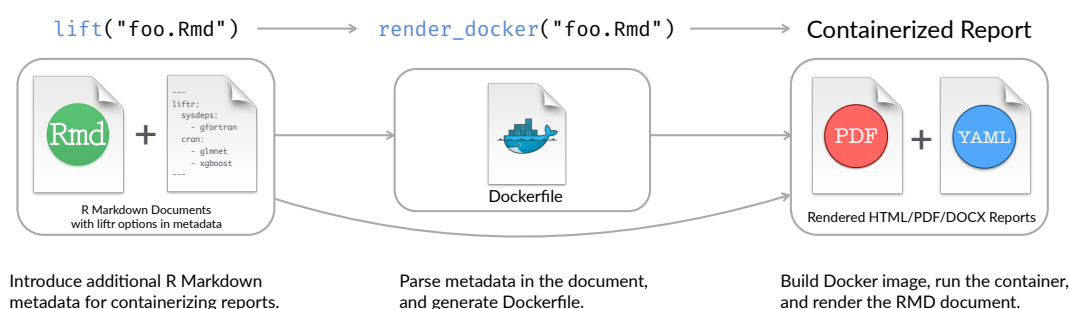 lift("foo.Rmd")
render_docker("foo.Rmd")
Containerized Report
Rmd
+
---
liftr:
  sysdeps:
    - gfortran
  cran:
    - glmnet
    - xgboost
---
R Markdown Documents
with liftr options in metadata
Dockerfile
PDF
+
YAML
Rendered HTML/PDF/DOCX Reports
Introduce additional R Markdown
metadata for containerizing reports.
Parse metadata in the document,
and generate Dockerfile.
Build Docker image, run the container,
and render the RMD document.